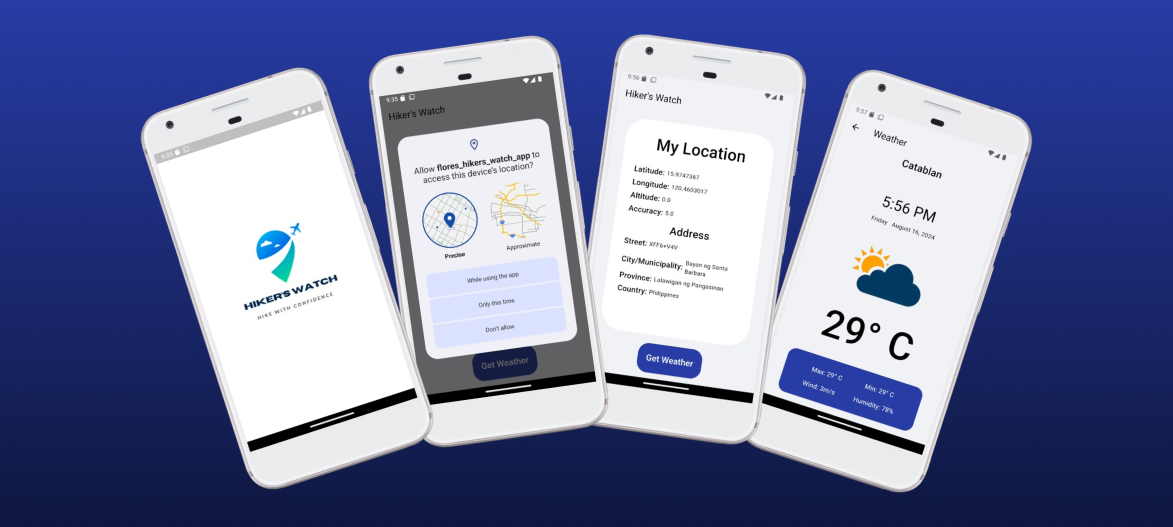 9:35
HIKER'S WATCH
HIKE WITH CONFIDENCE
9:35
Hiker's Watch
Allow flores_hikers_watch_app to
access this device's location?
Precise
Approximate
While using the app
Only this time
Don't allow
Get Weather
9:56
Hiker's Watch
My Location
Latitude: 15.9747367
Longitude: 120.4603017
Altitude: 0.0
Accuracy: 5.0
Address
Street: XFF6+V4V
City/Municipality: Bayan ng Santa
Barbara
Province: Lalawigan ng Pangasinan
Country: Philippines
Get Weather
9:57
Weather
Catablan
5:56 PM
Friday August 16, 2024
29° C
Max: 29° C
Min: 29° C
Wind: 3m/s
Humidity: 78%